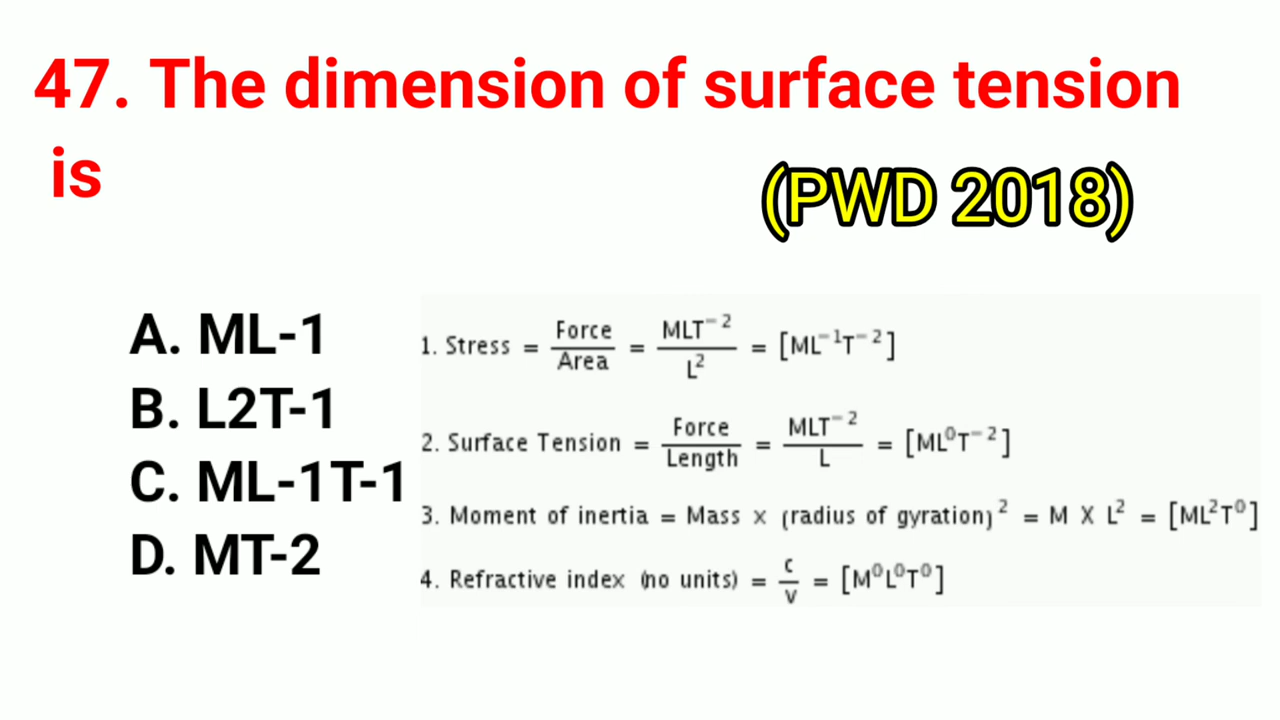 47. The dimension of surface tension
is
(PWD 2018)
A. ML-1
B. L2T-1
C. ML-1T-1
D. MT-2
1. Stress = Force/Area = MLT⁻²/L² = [ML⁻¹T⁻²]
2. Surface Tension = Force/Length = MLT⁻²/L = [ML⁰T⁻²]
3. Moment of inertia = Mass x (radius of gyration)² = M X L² = [ML²T⁰]
4. Refractive index (no units) = c/v = [M⁰L⁰T⁰]